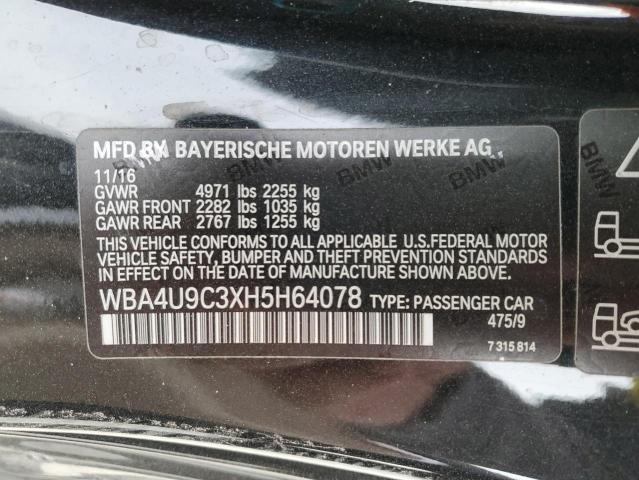 MFD BY BAYERISCHE MOTOREN WERKE AG
11/16
GVWR 4971 lbs 2255 kg
GAWR FRONT 2282 lbs 1035 kg
GAWR REAR 2767 lbs 1255 kg
THIS VEHICLE CONFORMS TO ALL APPLICABLE U.S.FEDERAL MOTOR
VEHICLE SAFETY, BUMPER AND THEFT PREVENTION STANDARDS
IN EFFECT ON THE DATE OF MANUFACTURE SHOWN ABOVE.
WBA4U9C3XH5H64078 TYPE: PASSENGER CAR
475/9
7 315 814
BMW
BMW